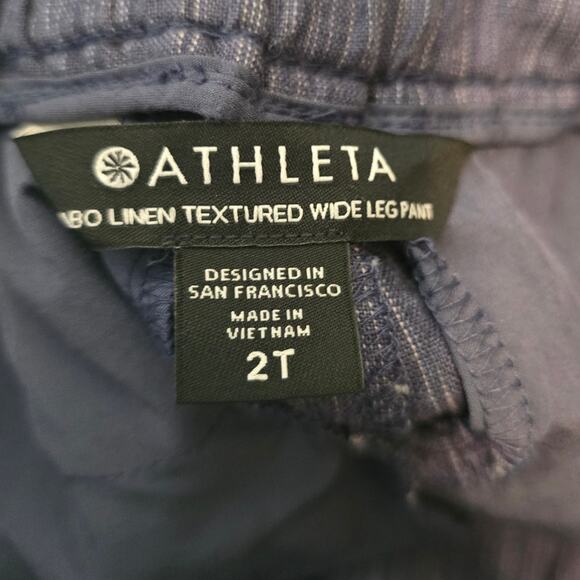 ATHLETA
ABO LINEN TEXTURED WIDE LEG PANT
DESIGNED IN
SAN FRANCISCO
MADE IN
VIETNAM
2T